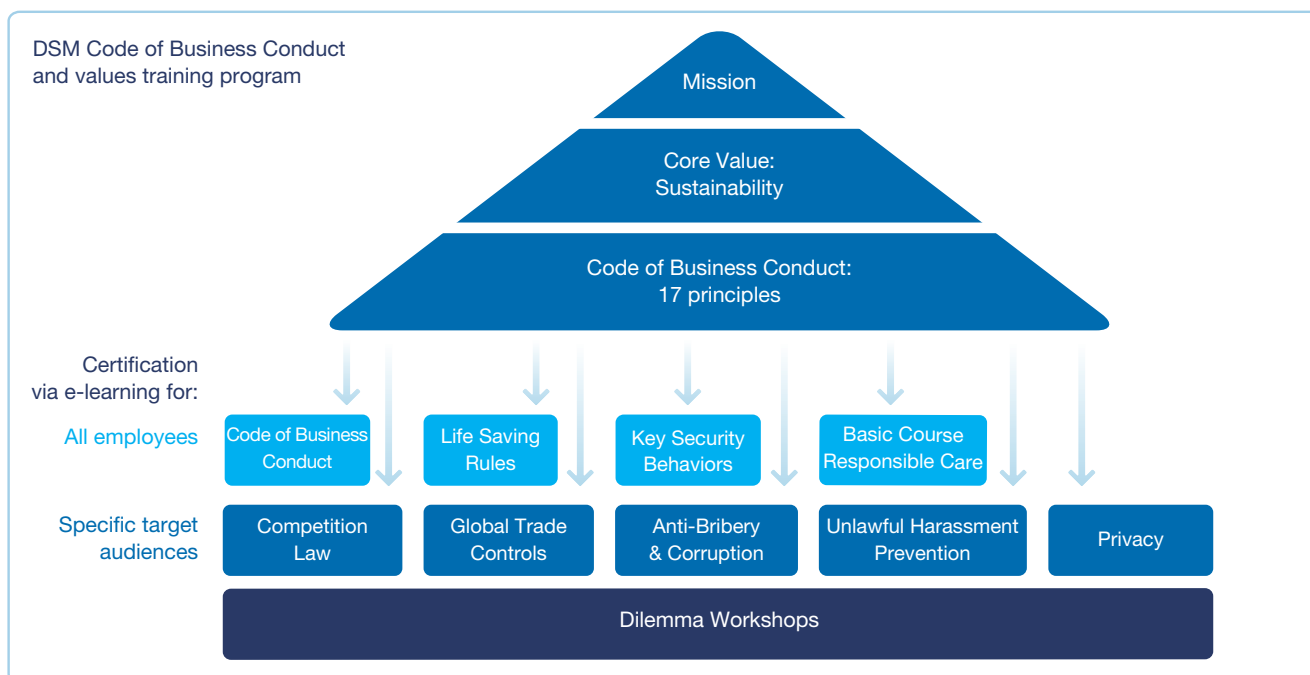 DSM Code of Business Conduct
and values training program
Mission
Core Value:
Sustainability
Code of Business Conduct:
17 principles
Certification
via e-learning for:
All employees
Code of Business
Conduct
Life Saving
Rules
Key Security
Behaviors
Basic Course
Responsible Care
Specific target
audiences
Competition
Law
Global Trade
Controls
Anti-Bribery
& Corruption
Unlawful Harassment
Prevention
Privacy
Dilemma Workshops